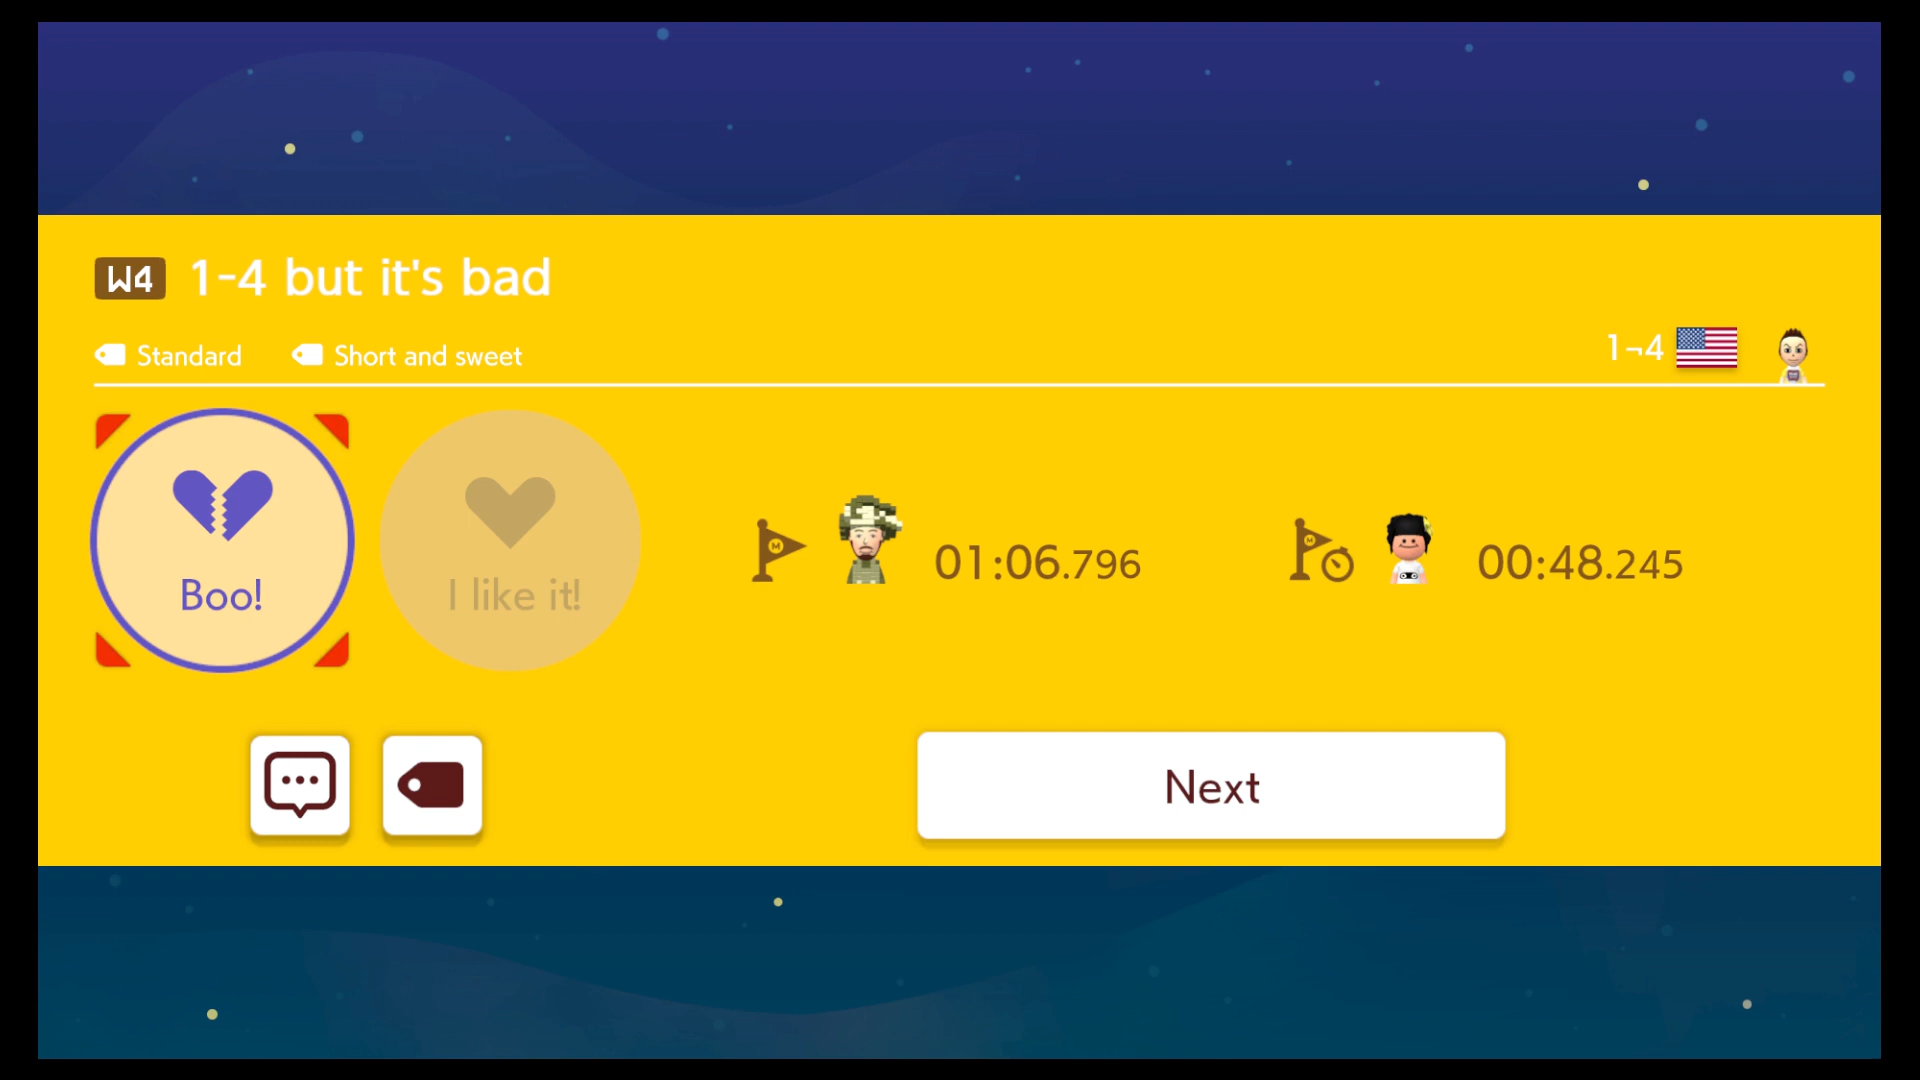 W4 1-4 but it's bad
Standard Short and sweet
1¬4
Boo!
I like it!
M 01:06.796
M 00:48.245
Next